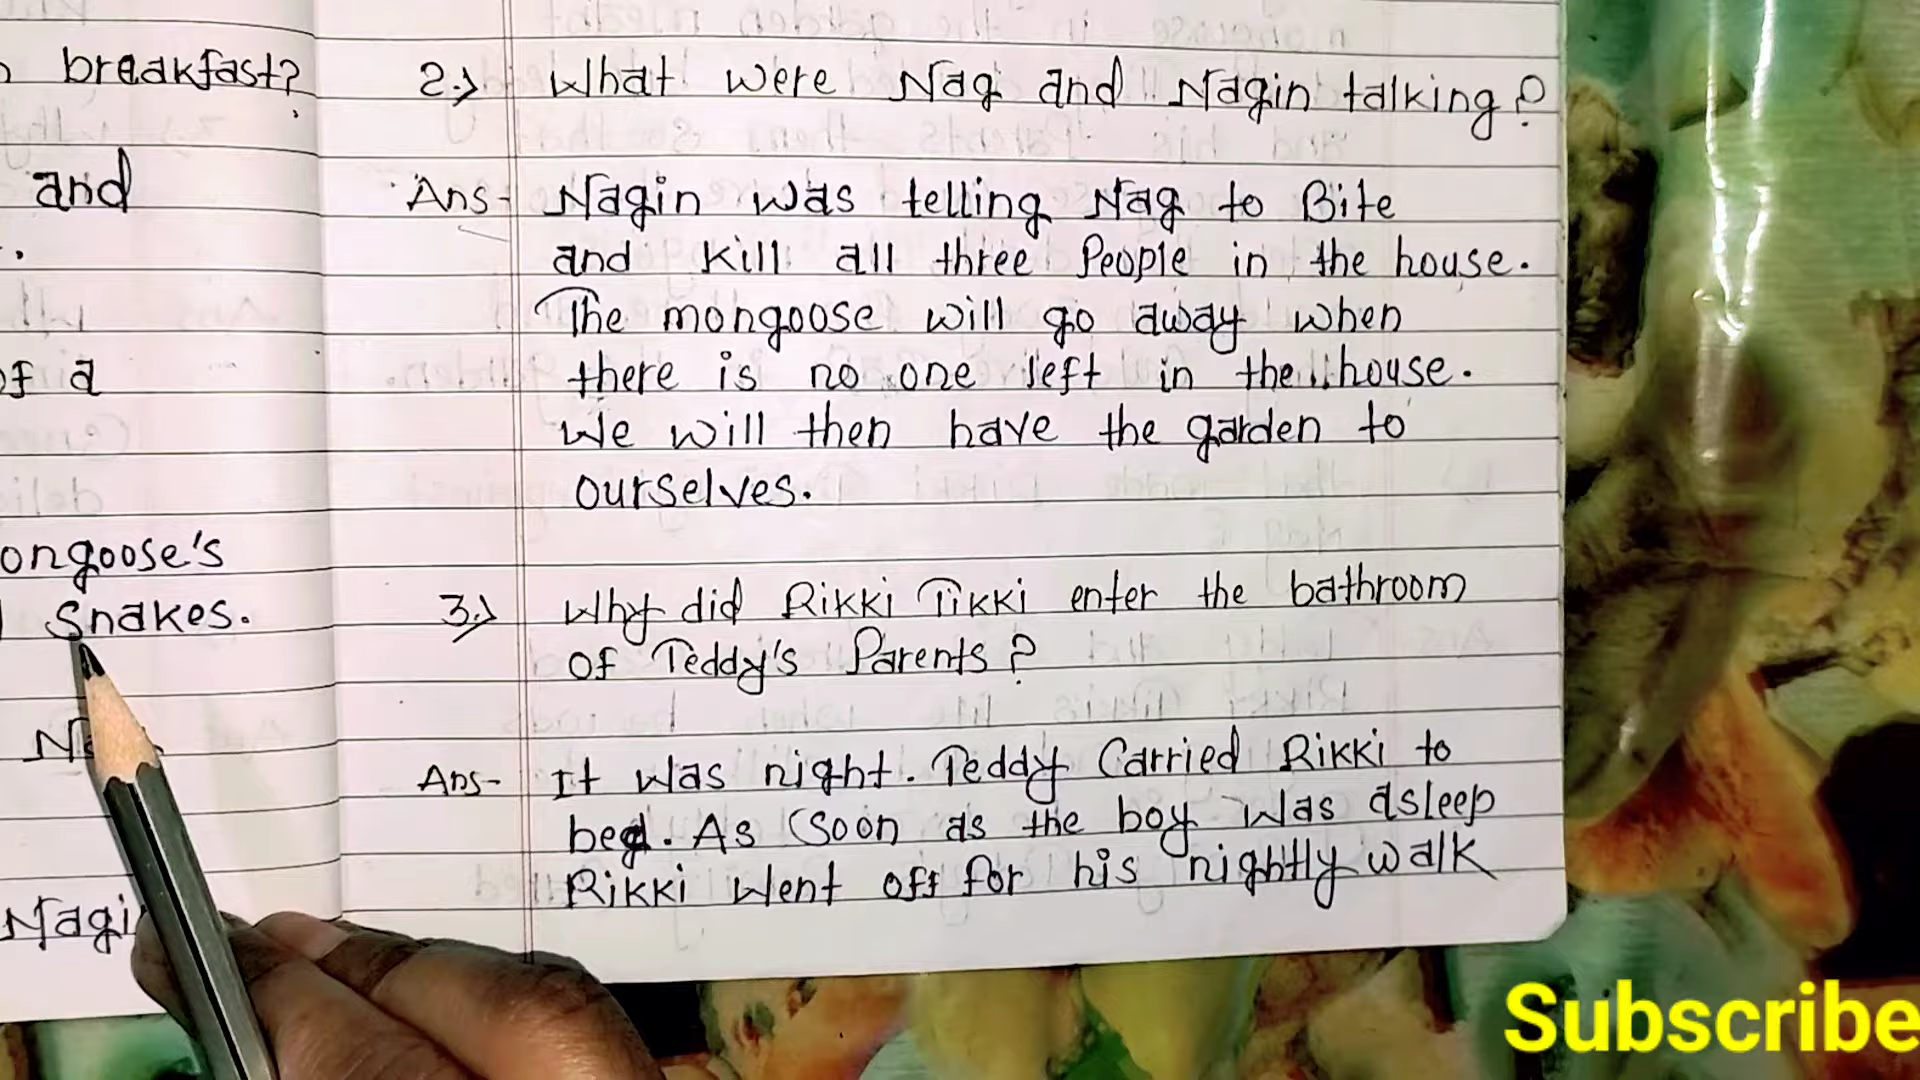 breakfast?
and
of a
ongoose's
Snakes.
Nagi
2.) What were Nag and Nagin talking?
Ans- Nagin was telling Nag to Bite
and kill all three People in the house.
The mongoose will go away when
there is no one left in the house.
We will then have the garden to
ourselves.
3.) Why did Rikki Tikki enter the bathroom
of Teddy's Parents?
Ans- It was night. Teddy Carried Rikki to
bed. As Soon as the boy was asleep
Rikki went off for his nightly walk
Subscribe